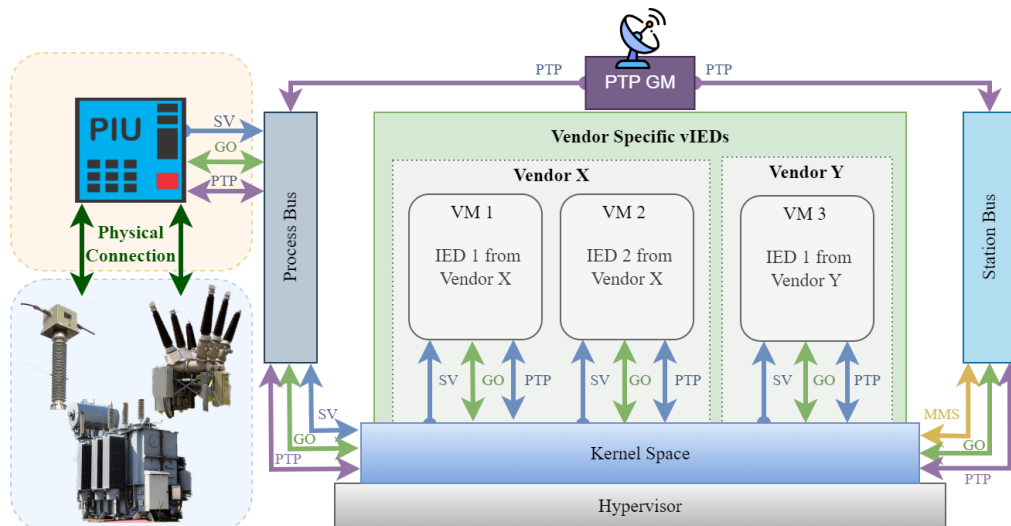 PTP
PTP
PTP GM
PIU
SV
GO
PTP
Physical
Connection
Process Bus
Vendor Specific vIEDs
Vendor X
Vendor Y
VM 1
IED 1 from
Vendor X
VM 2
IED 2 from
Vendor X
VM 3
IED 1 from
Vendor Y
Station Bus
SV
GO
PTP
SV
GO
PTP
SV
GO
PTP
SV
GO
PTP
MMS
GO
PTP
Kernel Space
Hypervisor